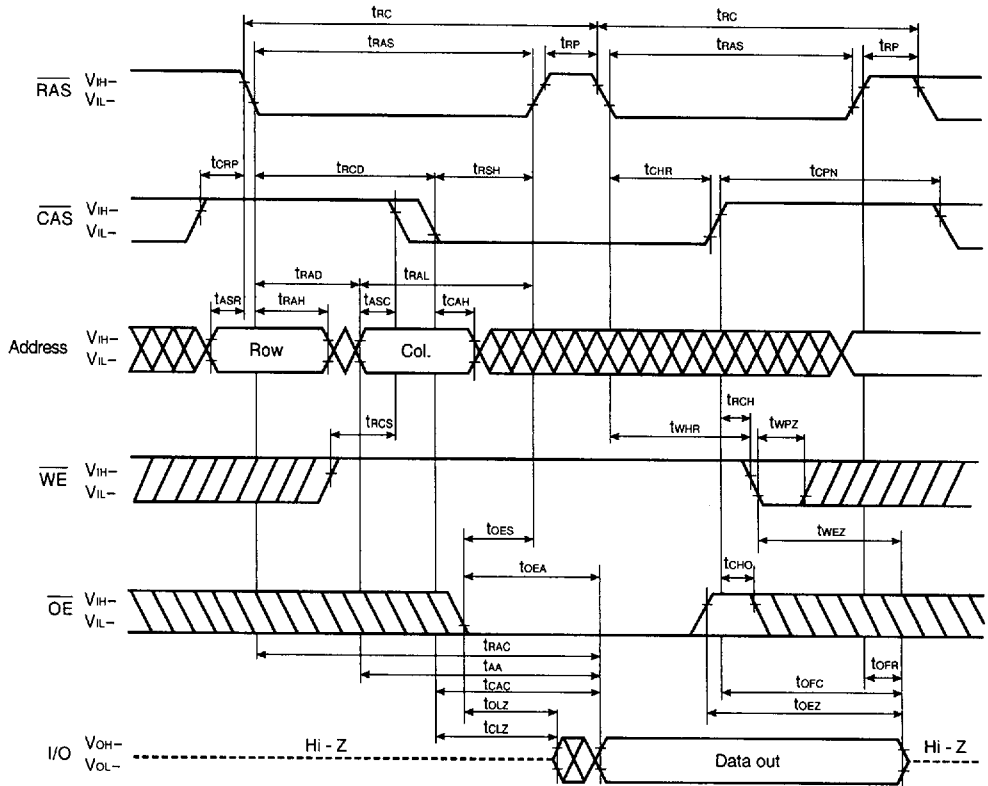 tRC tRC
tRAS tRP tRAS tRP
RAS VIH–
VIL–
tCRP tRCD tRSH tCHR tCPN
CAS VIH–
VIL–
tRAD tRAL
tASR tRAH tASC tCAH
Address VIH–
VIL–
Row Col.
tRCH
tRCS tWHR tWPZ
WE VIH–
VIL–
tOES tWEZ
tOEA tCHO
OE VIH–
VIL–
tRAC
tAA tOFR
tCAC tOFC
tOLZ tOEZ
tCLZ
I/O VOH–
VOL–
Hi - Z Data out Hi - Z